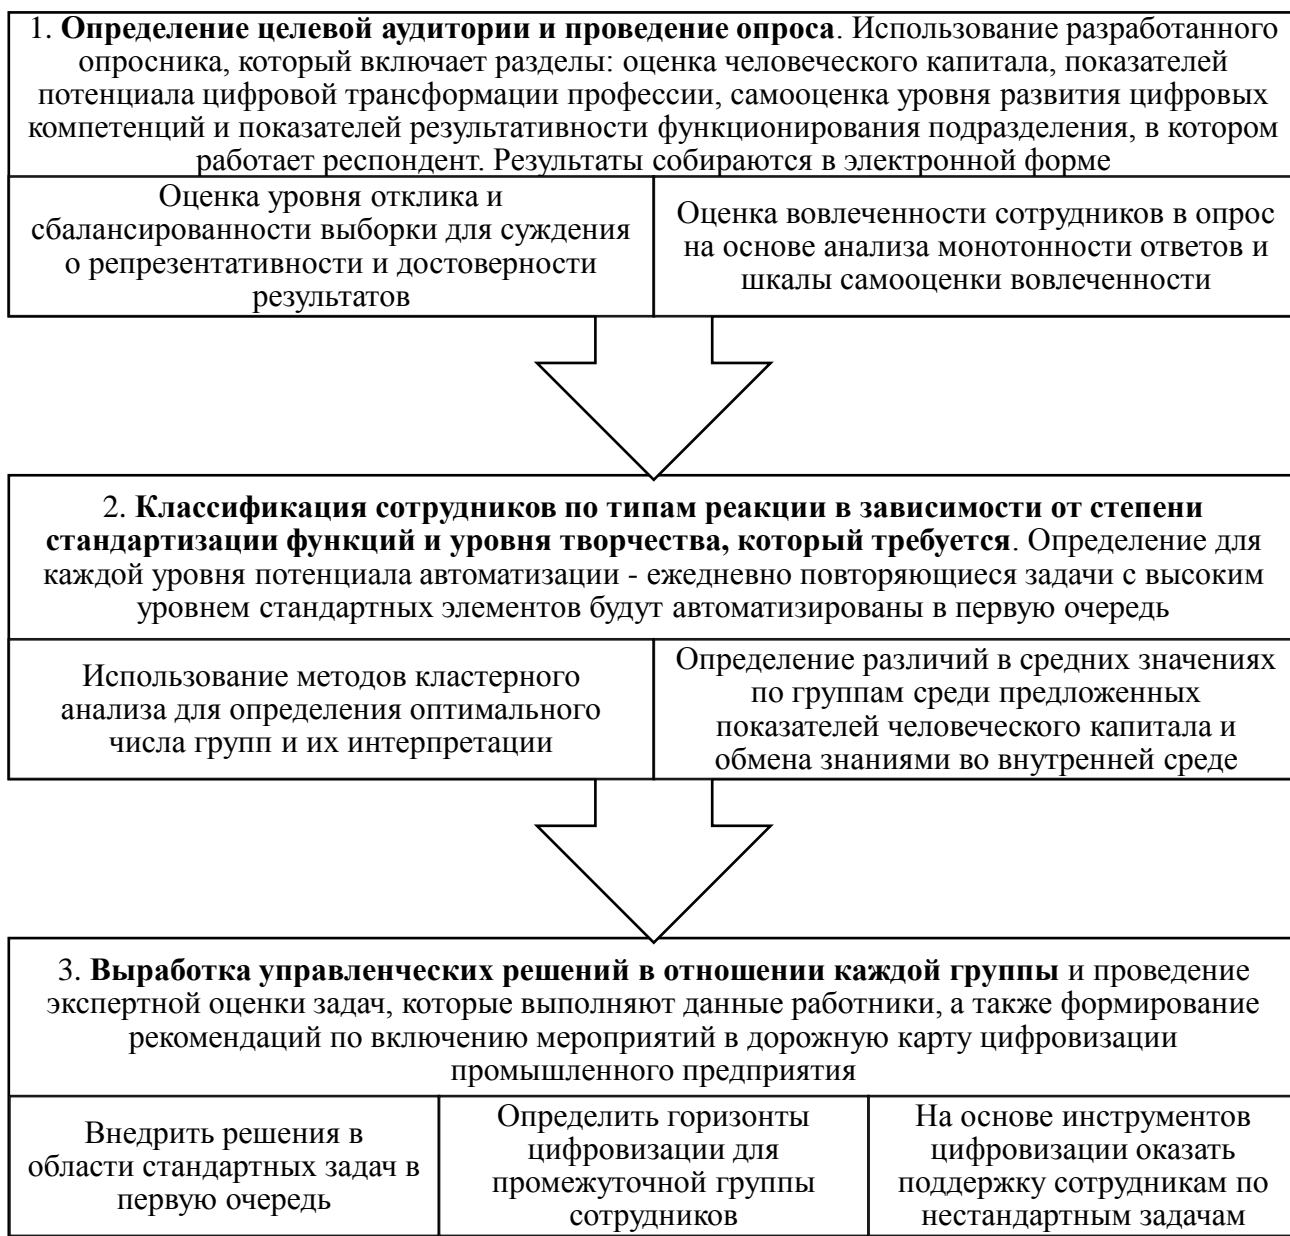 1. Определение целевой аудитории и проведение опроса. Использование разработанного
опросника, который включает разделы: оценка человеческого капитала, показателей
потенциала цифровой трансформации профессии, самооценка уровня развития цифровых
компетенций и показателей результативности функционирования подразделения, в котором
работает респондент. Результаты собираются в электронной форме
Оценка уровня отклика и
сбалансированности выборки для суждения
о репрезентативности и достоверности
результатов
Оценка вовлеченности сотрудников в опрос
на основе анализа монотонности ответов и
шкалы самооценки вовлеченности
2. Классификация сотрудников по типам реакции в зависимости от степени
стандартизации функций и уровня творчества, который требуется. Определение для
каждой уровня потенциала автоматизации - ежедневно повторяющиеся задачи с высоким
уровнем стандартных элементов будут автоматизированы в первую очередь
Использование методов кластерного
анализа для определения оптимального
числа групп и их интерпретации
Определение различий в средних значениях
по группам среди предложенных
показателей человеческого капитала и
обмена знаниями во внутренней среде
3. Выработка управленческих решений в отношении каждой группы и проведение
экспертной оценки задач, которые выполняют данные работники, а также формирование
рекомендаций по включению мероприятий в дорожную карту цифровизации
промышленного предприятия
Внедрить решения в
области стандартных задач в
первую очередь
Определить горизонты
цифровизации для
промежуточной группы
сотрудников
На основе инструментов
цифровизации оказать
поддержку сотрудникам по
нестандартным задачам